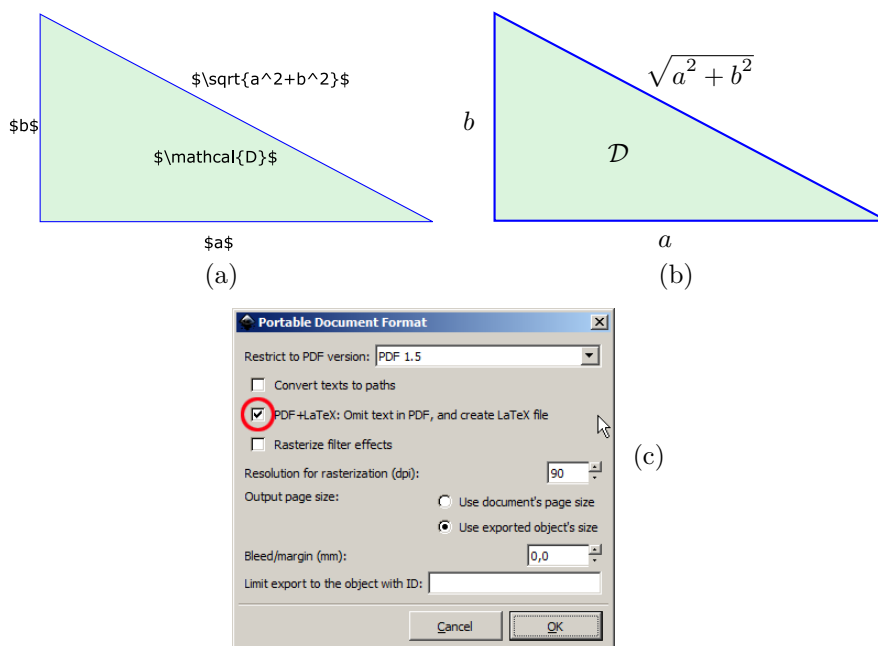 $\sqrt{a^2+b^2}$
$b$
$\mathcal{D}$
$a$
(a)
√a² + b²
b
𝒟
a
(b)
Portable Document Format
Restrict to PDF version: PDF 1.5
Convert texts to paths
PDF+LaTeX: Omit text in PDF, and create LaTeX file
Rasterize filter effects
Resolution for rasterization (dpi): 90
Output page size: Use document's page size
Use exported object's size
Bleed/margin (mm): 0,0
Limit export to the object with ID:
Cancel OK
(c)